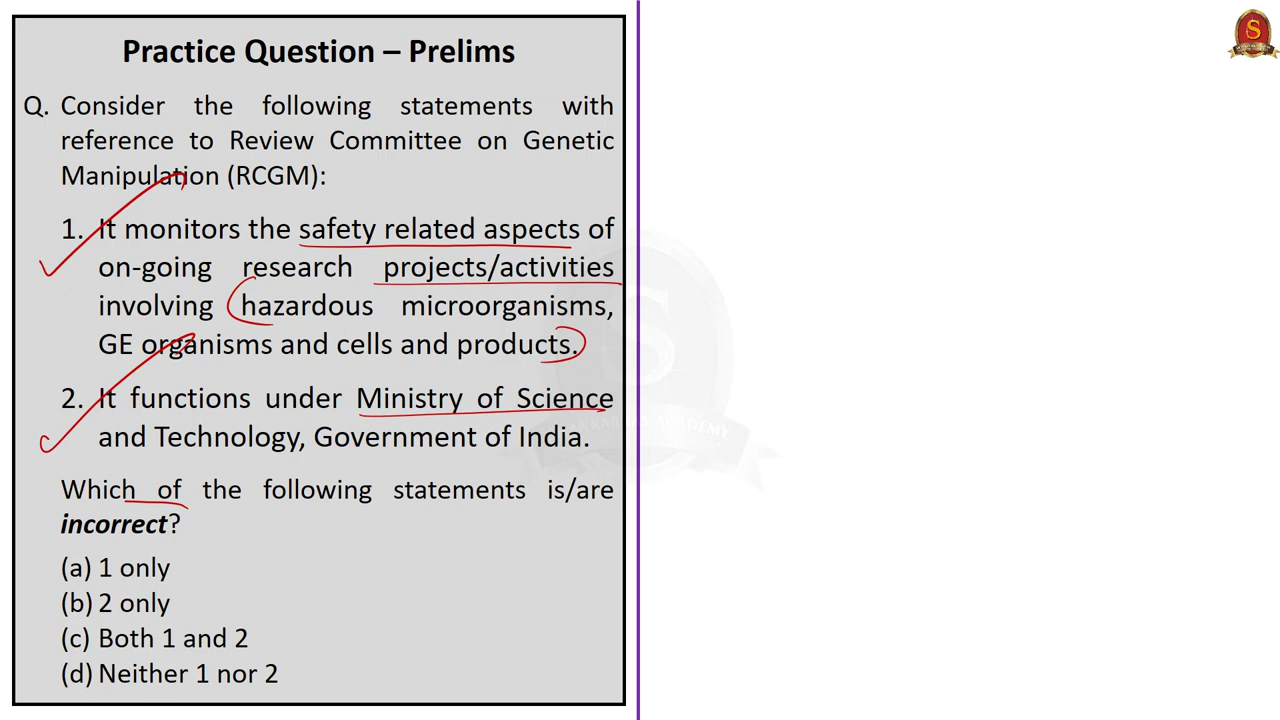 Practice Question – Prelims
Q. Consider the following statements with
reference to Review Committee on Genetic
Manipulation (RCGM):
1. It monitors the safety related aspects of
on-going research projects/activities
involving hazardous microorganisms,
GE organisms and cells and products.
2. It functions under Ministry of Science
and Technology, Government of India.
Which of the following statements is/are
incorrect?
(a) 1 only
(b) 2 only
(c) Both 1 and 2
(d) Neither 1 nor 2
S